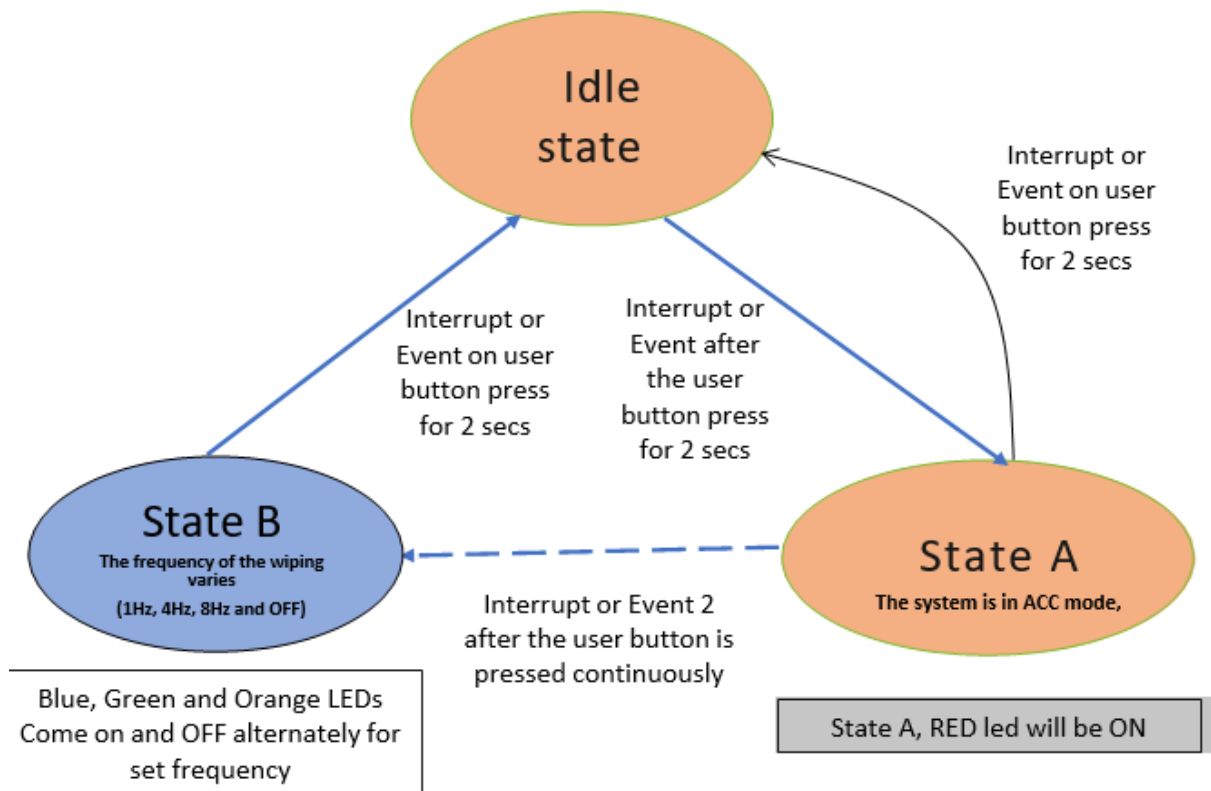 Idle
state
Interrupt or
Event on user
button press
for 2 secs
Interrupt or
Event on user
button press
for 2 secs
Interrupt or
Event after
the user
button press
for 2 secs
State B
The frequency of the wiping
varies
(1Hz, 4Hz, 8Hz and OFF)
State A
The system is in ACC mode,
Interrupt or Event 2
after the user button is
pressed continuously
Blue, Green and Orange LEDs
Come on and OFF alternately for
set frequency
State A, RED led will be ON